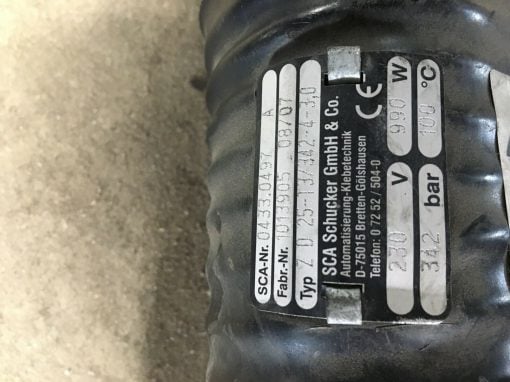 SCA-Nr. 0433.0497 A
Fabr.-Nr. 1013905 08/07
Typ Z D 25-13/342-4-3,0
SCA Schucker GmbH & Co.
Automatisierung-Klebetechnik
D-75015 Bretten-Gölshausen
Telefon: 0 72 52 / 504-0
CE
230 V 990 W
342 bar 100 °C